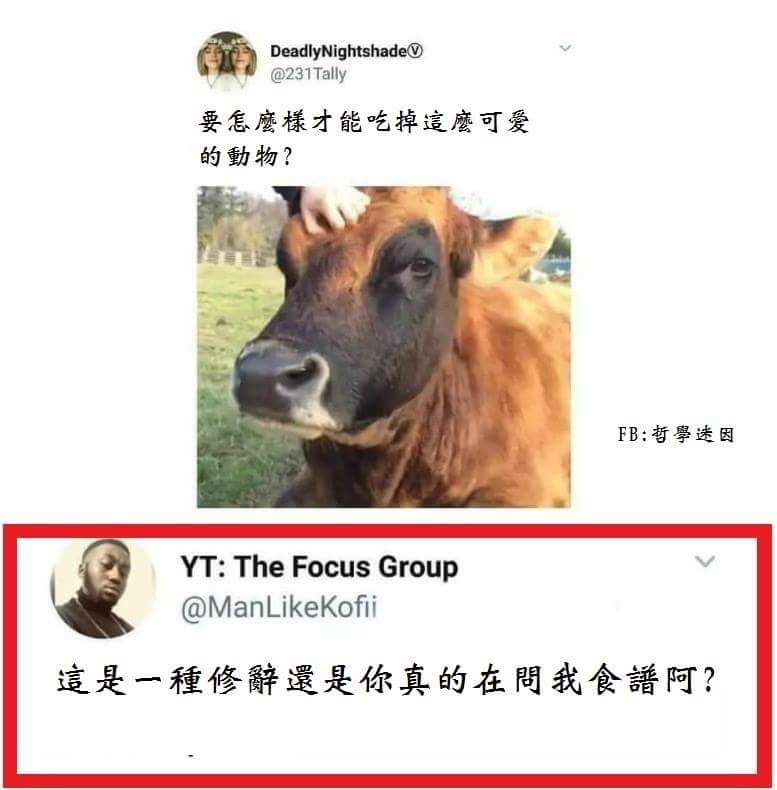 DeadlyNightshadeⓋ
@231Tally
要怎麼樣才能吃掉這麼可愛
的動物?
FB:哲學迷因
YT: The Focus Group
@ManLikeKofii
這是一種修辭還是你真的在問我食譜阿?